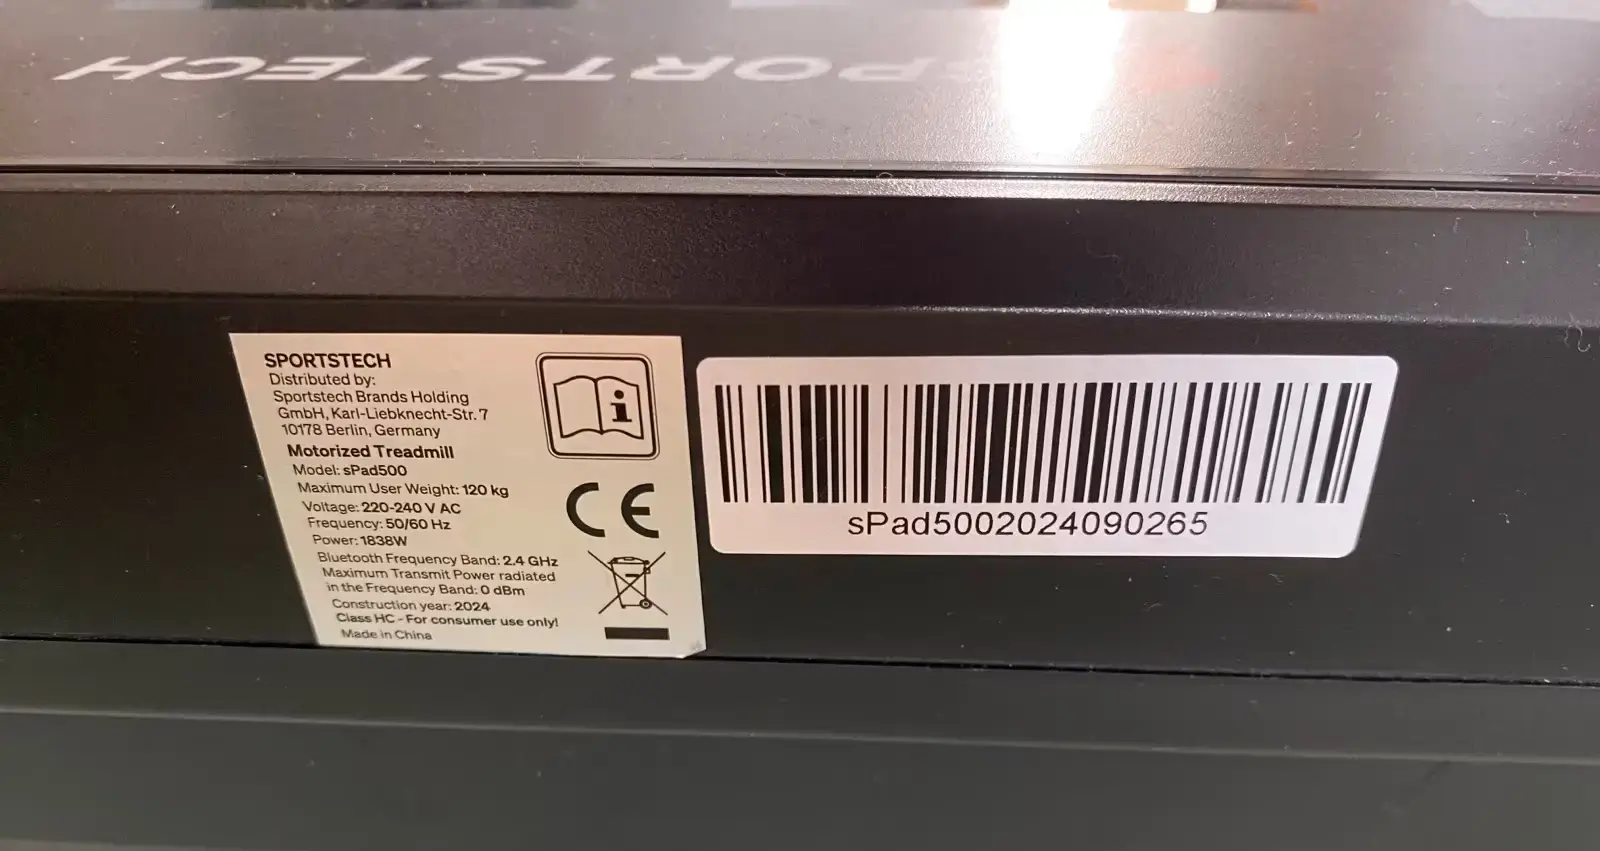 SPORTSTECH
SPORTSTECH
Distributed by:
Sportstech Brands Holding
GmbH, Karl-Liebknecht-Str. 7
10178 Berlin, Germany
Motorized Treadmill
Model: sPad500
Maximum User Weight: 120 kg
Voltage: 220-240 V AC
Frequency: 50/60 Hz
Power: 1838W
Bluetooth Frequency Band: 2.4 GHz
Maximum Transmit Power radiated
in the Frequency Band: 0 dBm
Construction year: 2024
Class HC - For consumer use only!
Made in China
i
CE
sPad5002024090265